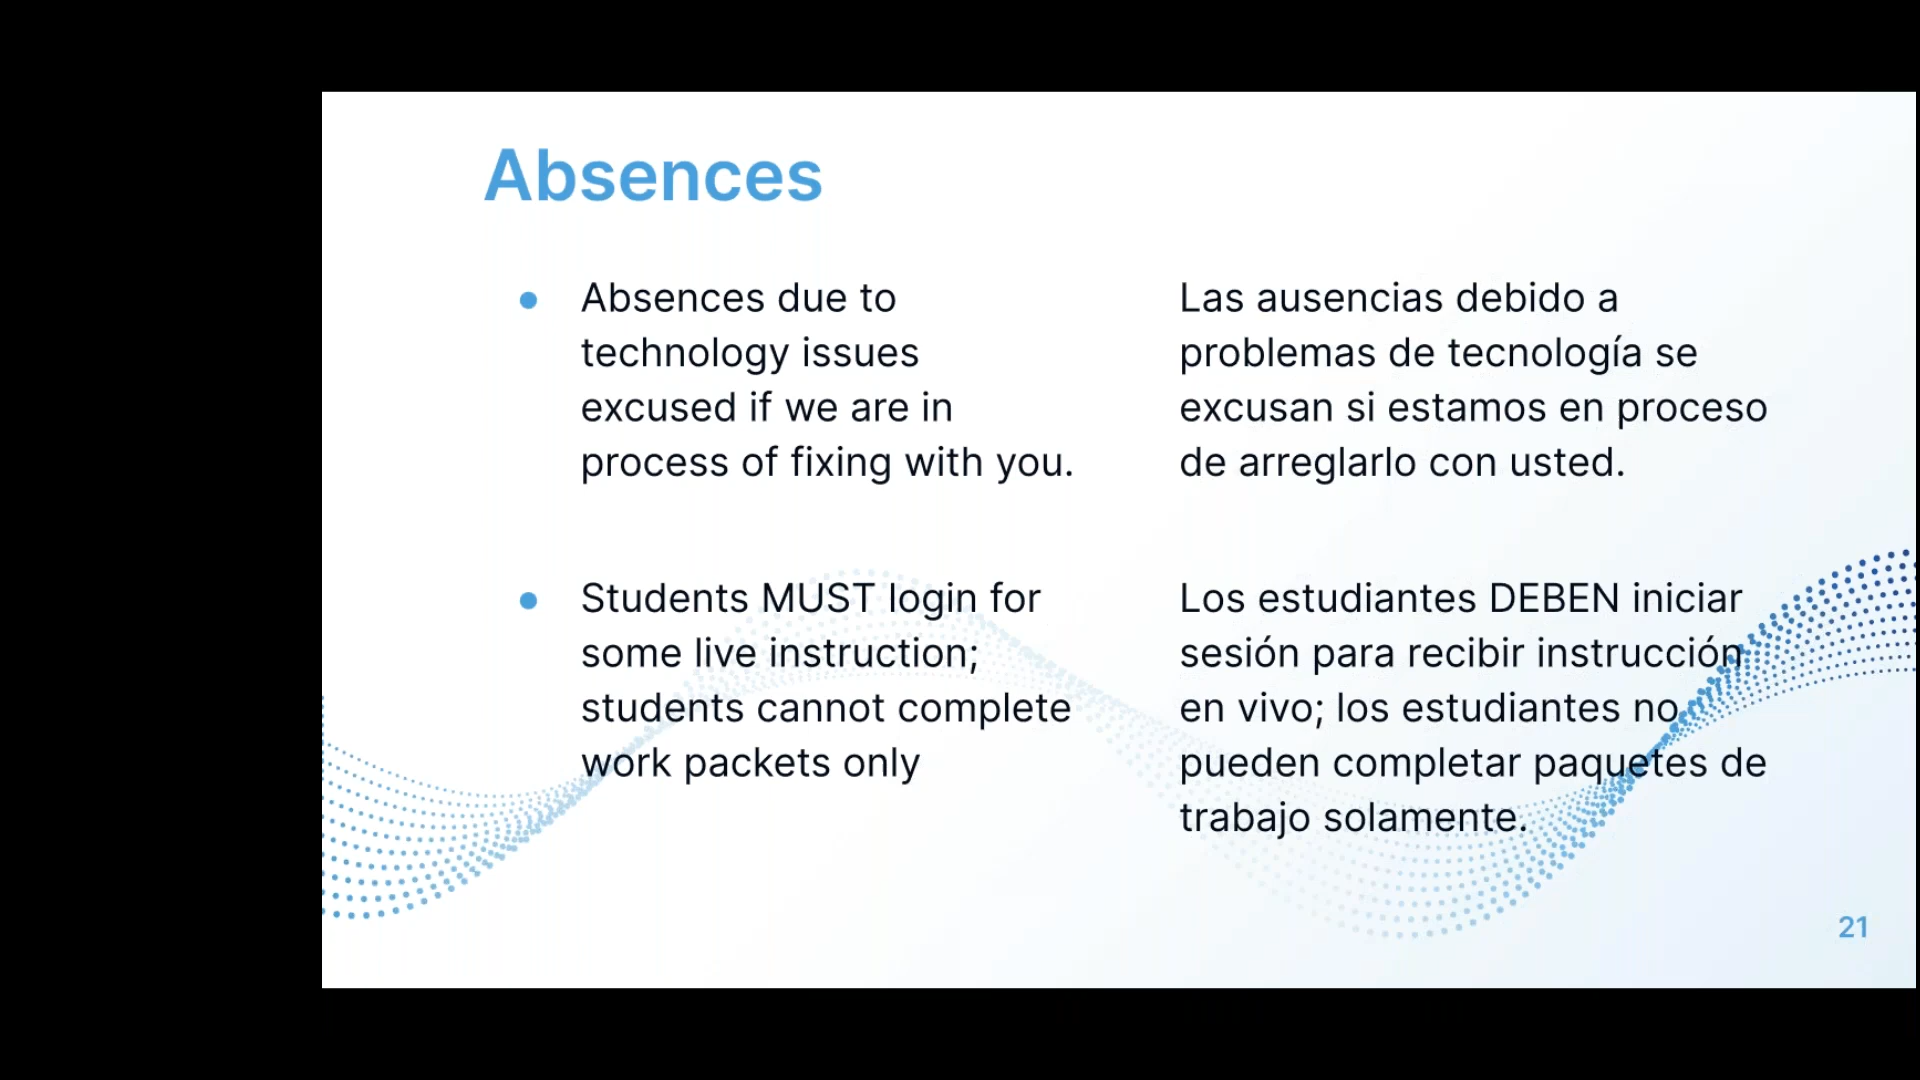 Absences
Absences due to
technology issues
excused if we are in
process of fixing with you.
Students MUST login for
some live instruction;
students cannot complete
work packets only
Las ausencias debido a
problemas de tecnología se
excusan si estamos en proceso
de arreglarlo con usted.
Los estudiantes DEBEN iniciar
sesión para recibir instrucción
en vivo; los estudiantes no
pueden completar paquetes de
trabajo solamente.
21